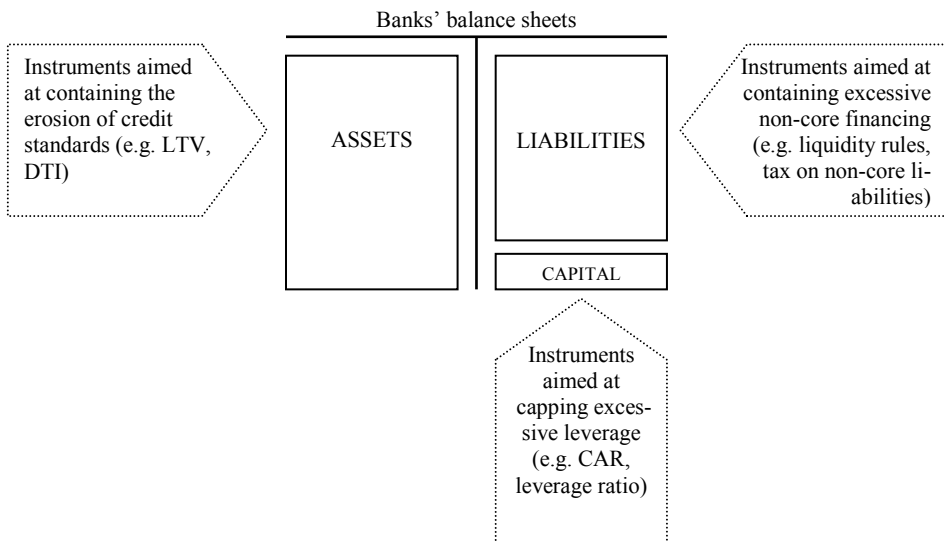 Banks’ balance sheets
Instruments aimed
at containing the
erosion of credit
standards (e.g. LTV,
DTI)
ASSETS
LIABILITIES
Instruments aimed at
containing excessive
non-core financing
(e.g. liquidity rules,
tax on non-core li-
abilities)
CAPITAL
Instruments
aimed at
capping exces-
sive leverage
(e.g. CAR,
leverage ratio)